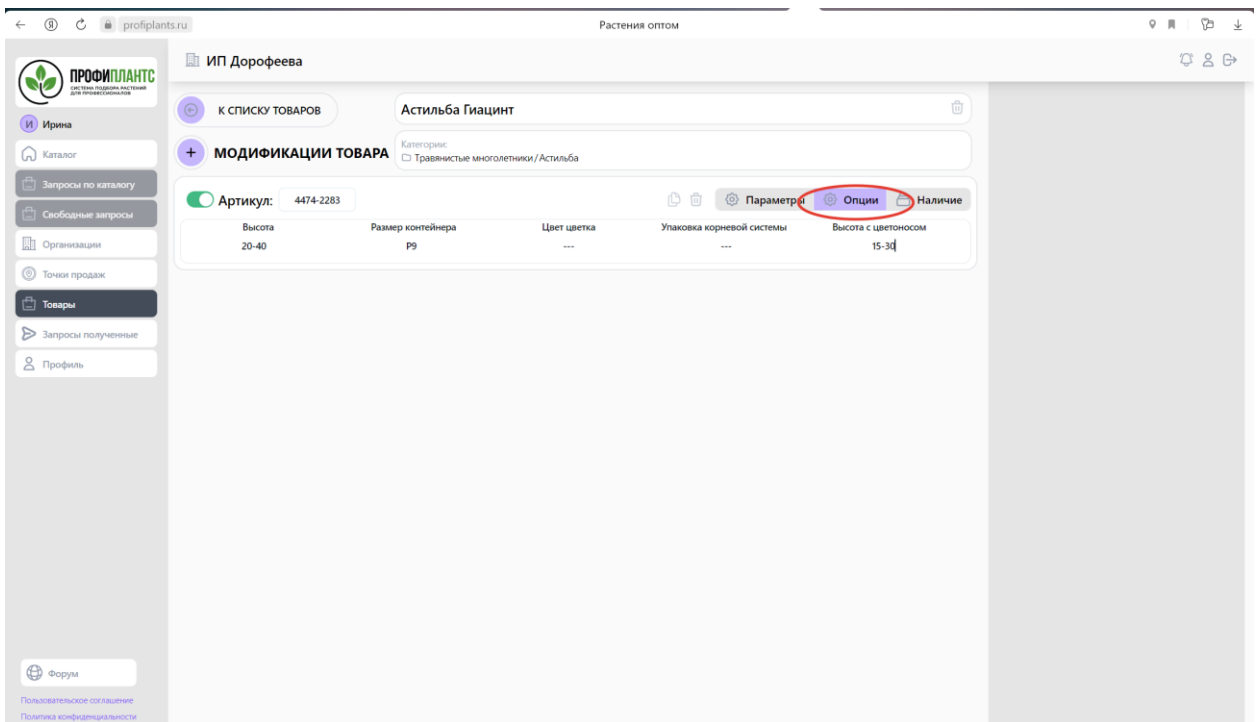 profiplants.ru
Растения оптом
ПРОФИПЛАНТС
СИСТЕМА ПОДБОРА РАСТЕНИЙ
ДЛЯ ПРОФЕССИОНАЛОВ
И Ирина
Каталог
Запросы по каталогу
Свободные запросы
Организации
Точки продаж
Товары
Запросы полученные
Профиль
Форум
Пользовательское соглашение
Политика конфиденциальности
ИП Дорофеева
К СПИСКУ ТОВАРОВ
Астильба Гиацинт
МОДИФИКАЦИИ ТОВАРА
Категории:
Травянистые многолетники / Астильба
Артикул: 4474-2283
Параметры Опции Наличие
Высота Размер контейнера Цвет цветка Упаковка корневой системы Высота с цветоносом
20-40 P9 --- --- 15-30